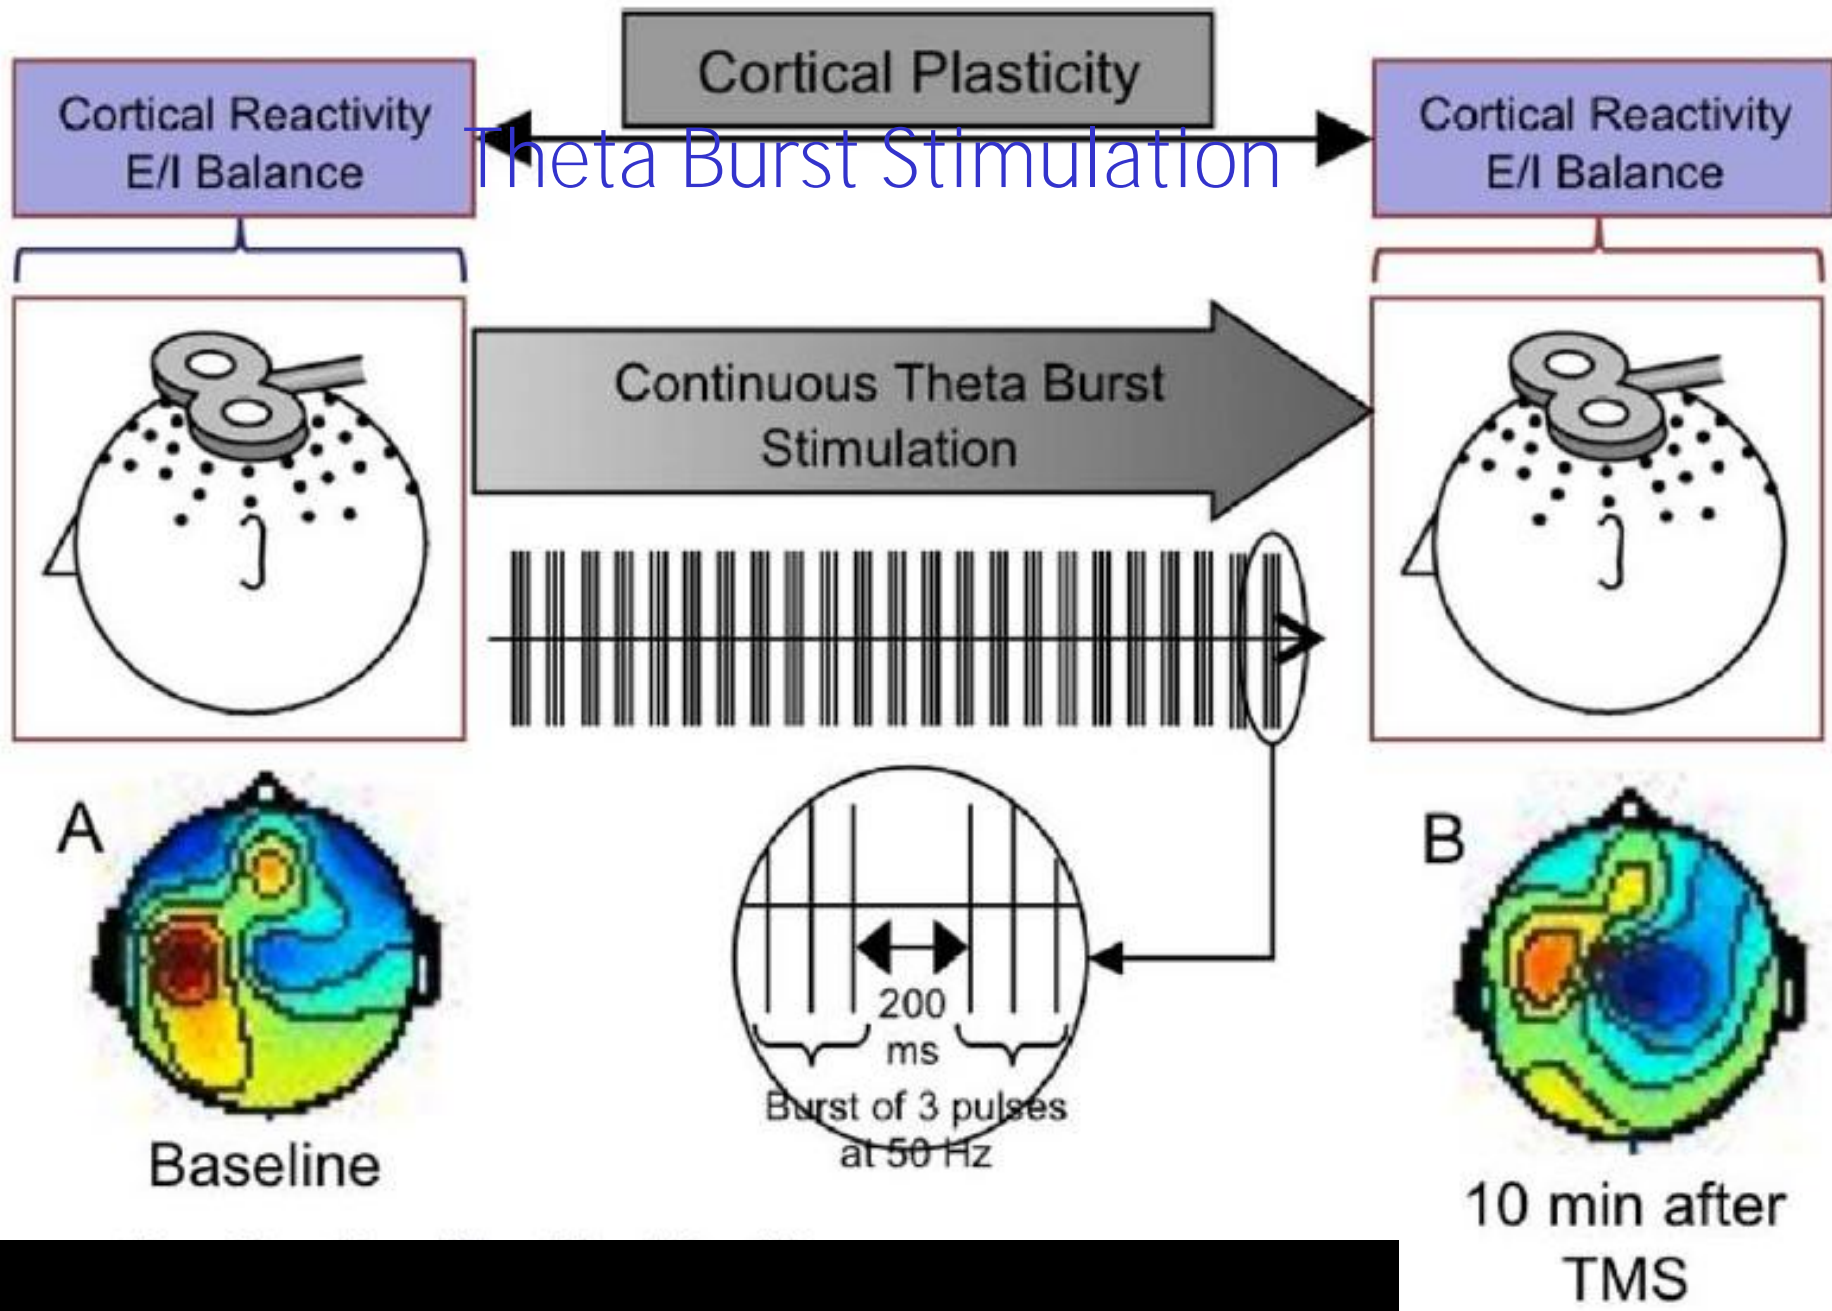 Cortical Plasticity
Cortical Reactivity
E/I Balance
Theta Burst Stimulation
Cortical Reactivity
E/I Balance
Continuous Theta Burst
Stimulation
A
B
200
ms
Burst of 3 pulses
at 50 Hz
Baseline
10 min after
TMS